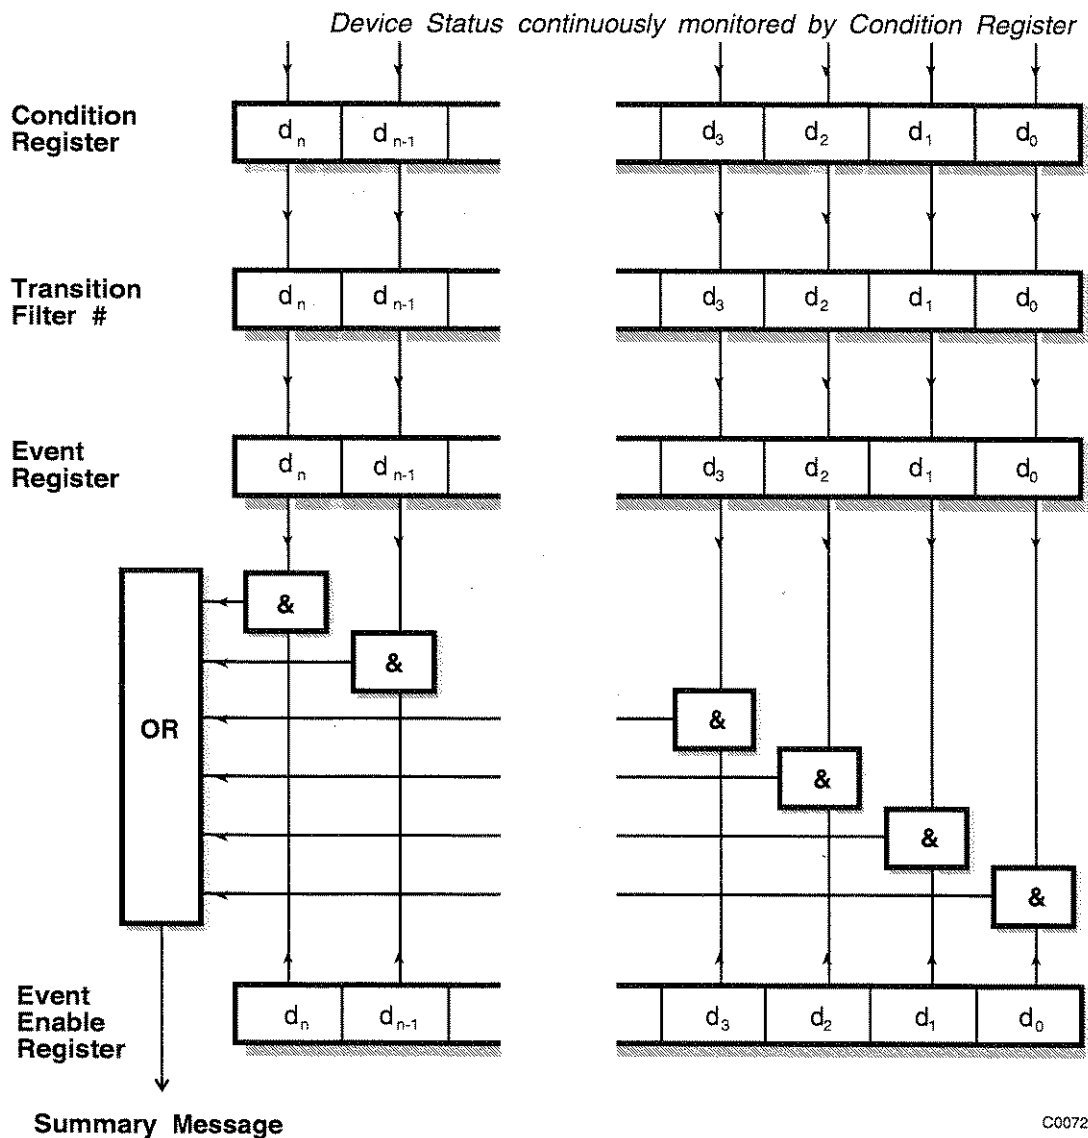 Device Status continuously monitored by Condition Register
Condition
Register
dₙ dₙ₋₁ d₃ d₂ d₁ d₀
Transition
Filter #
dₙ dₙ₋₁ d₃ d₂ d₁ d₀
Event
Register
dₙ dₙ₋₁ d₃ d₂ d₁ d₀
&
&
OR
&
&
&
&
Event
Enable
Register
dₙ dₙ₋₁ d₃ d₂ d₁ d₀
Summary Message
C0072